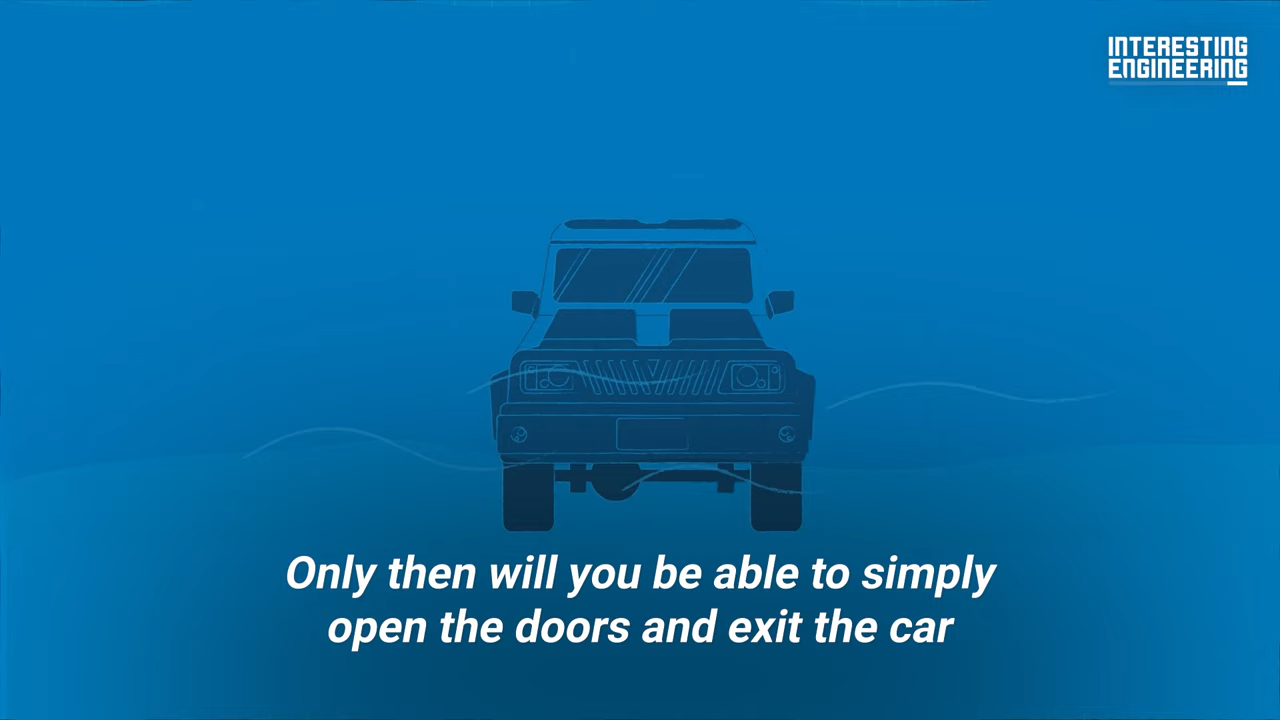 INTERESTING
ENGINEERING
Only then will you be able to simply
open the doors and exit the car